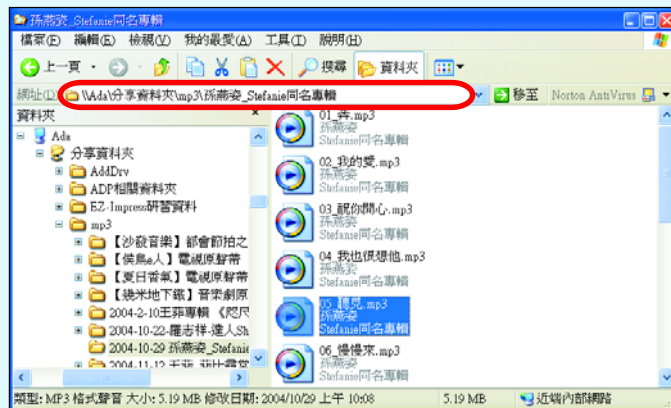 孫燕姿_Stefanie同名專輯
檔案(F) 編輯(E) 檢視(V) 我的最愛(A) 工具(T) 說明(H)
上一頁 搜尋 資料夾
網址(D) \\Ada\分享資料夾\mp3\孫燕姿_Stefanie同名專輯 移至 Norton AntiVirus
資料夾
Ada
分享資料夾
AddDrv
ADP相關資料夾
EZ-Impress研習資料
mp3
【沙發音樂】都會節拍之
【侯鳥e人】電視原聲帶
【夏日香氣】電視原聲帶
【幾米地下鐵】音樂劇原
2004-2-10王菲專輯 《咫尺
2004-10-22-羅志祥-達人Sh
2004-10-29 孫燕姿_Stefanie
01_奔.mp3
孫燕姿
Stefanie同名專輯
02_我的愛.mp3
孫燕姿
Stefanie同名專輯
03_祝你開心.mp3
孫燕姿
Stefanie同名專輯
04_我也很想他.mp3
孫燕姿
Stefanie同名專輯
05_聽見.mp3
孫燕姿
Stefanie同名專輯
06_慢慢來.mp3
孫燕姿
Stefanie同名專輯
類型: MP3 格式聲音 大小: 5.19 MB 修改日期: 2004/10/29 上午 10:08 5.19 MB 近端內部網路